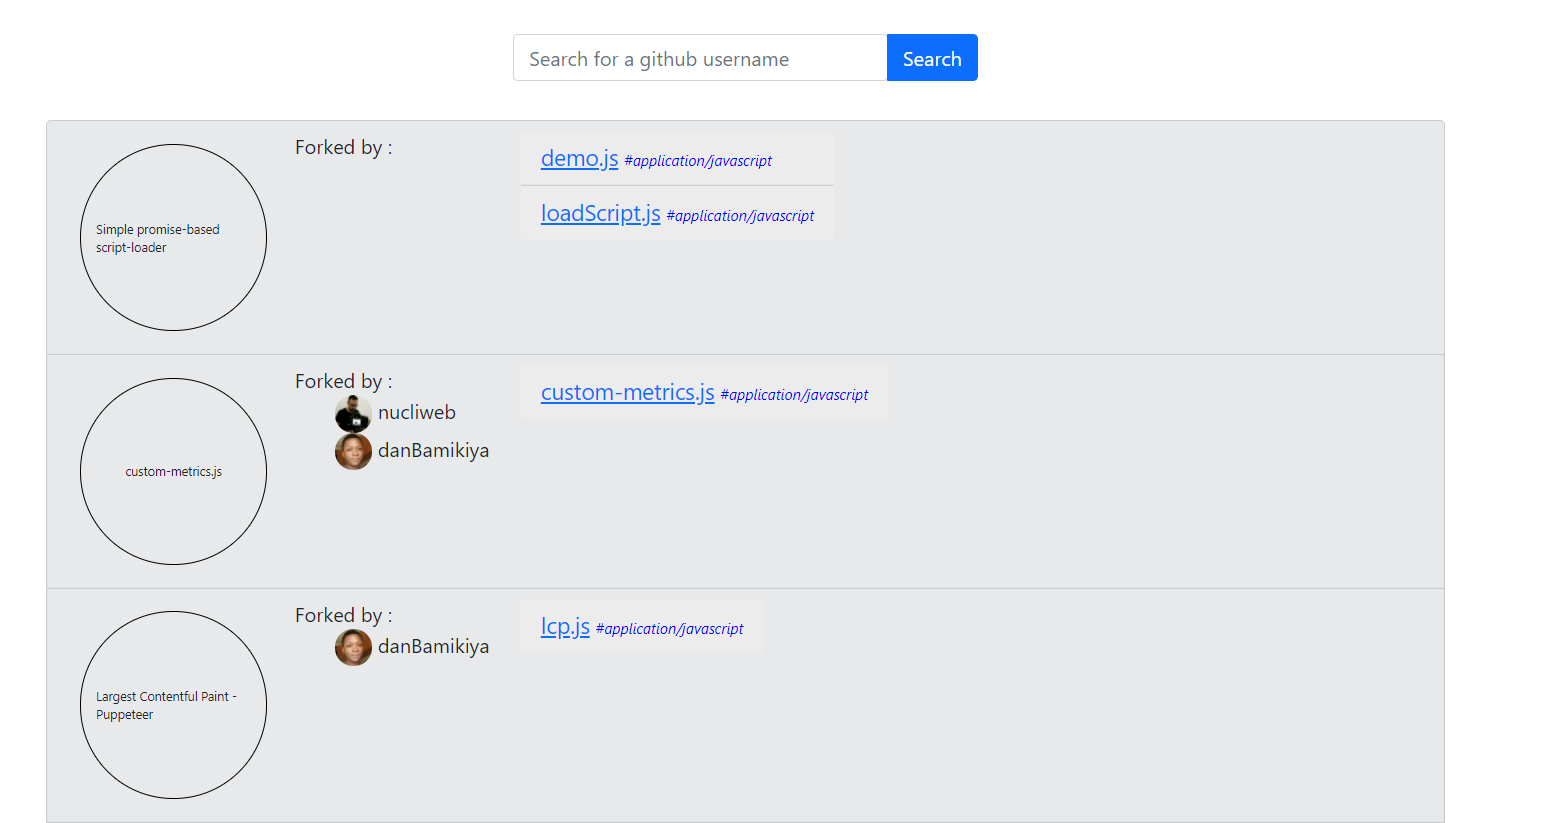 Search for a github username
Search
Simple promise-based
script-loader
Forked by :
demo.js #application/javascript
loadScript.js #application/javascript
custom-metrics.js
Forked by :
nucliweb
danBamikiya
custom-metrics.js #application/javascript
Largest Contentful Paint -
Puppeteer
Forked by :
danBamikiya
lcp.js #application/javascript